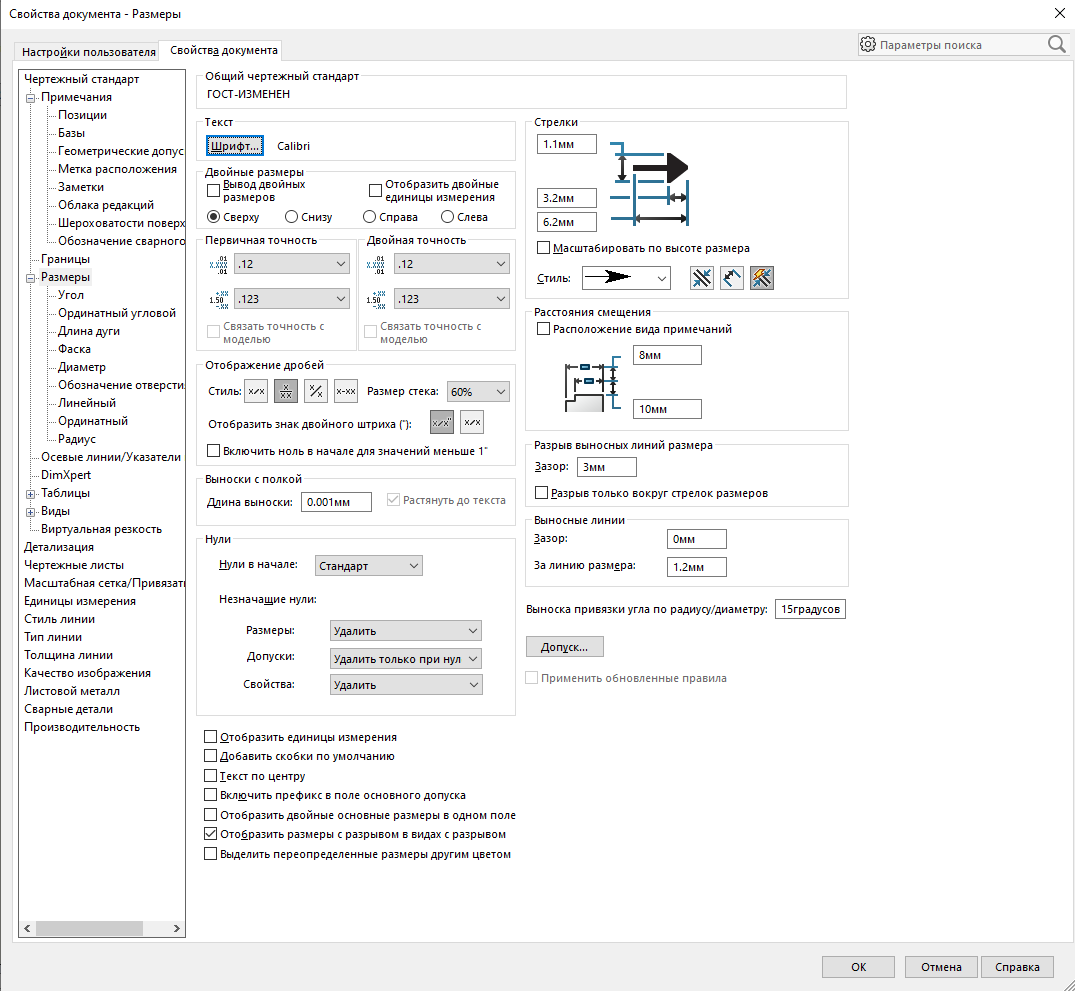 Свойства документа - Размеры
Настройки пользователя
Свойства документа
Параметры поиска
Чертежный стандарт
Примечания
Позиции
Базы
Геометрические допус
Метка расположения
Заметки
Облака редакций
Шероховатости поверх
Обозначение сварного
Границы
Размеры
Угол
Ординатный угловой
Длина дуги
Фаска
Диаметр
Обозначение отверсти
Линейный
Ординатный
Радиус
Осевые линии/Указатели
DimXpert
Таблицы
Виды
Виртуальная резкость
Детализация
Чертежные листы
Масштабная сетка/Привязат
Единицы измерения
Стиль линии
Тип линии
Толщина линии
Качество изображения
Листовой металл
Сварные детали
Производительность
Общий чертежный стандарт
ГОСТ-ИЗМЕНЕН
Текст
Шрифт...
Calibri
Двойные размеры
Вывод двойных размеров
Отобразить двойные единицы измерения
Сверху
Снизу
Справа
Слева
Первичная точность
.12
.123
Связать точность с моделью
Двойная точность
.12
.123
Связать точность с моделью
Отображение дробей
Стиль:
Размер стека:
60%
Отобразить знак двойного штриха ("):
Включить ноль в начале для значений меньше 1"
Выноски с полкой
Длина выноски:
0.001мм
Растянуть до текста
Нули
Нули в начале:
Стандарт
Незначащие нули:
Размеры:
Удалить
Допуски:
Удалить только при нул
Свойства:
Удалить
Отобразить единицы измерения
Добавить скобки по умолчанию
Текст по центру
Включить префикс в поле основного допуска
Отобразить двойные основные размеры в одном поле
Отобразить размеры с разрывом в видах с разрывом
Выделить переопределенные размеры другим цветом
Стрелки
1.1мм
3.2мм
6.2мм
Масштабировать по высоте размера
Стиль:
Расстояния смещения
Расположение вида примечаний
8мм
10мм
Разрыв выносных линий размера
Зазор:
3мм
Разрыв только вокруг стрелок размеров
Выносные линии
Зазор:
0мм
За линию размера:
1.2мм
Выноска привязки угла по радиусу/диаметру:
15градусов
Допуск...
Применить обновленные правила
OK
Отмена
Справка